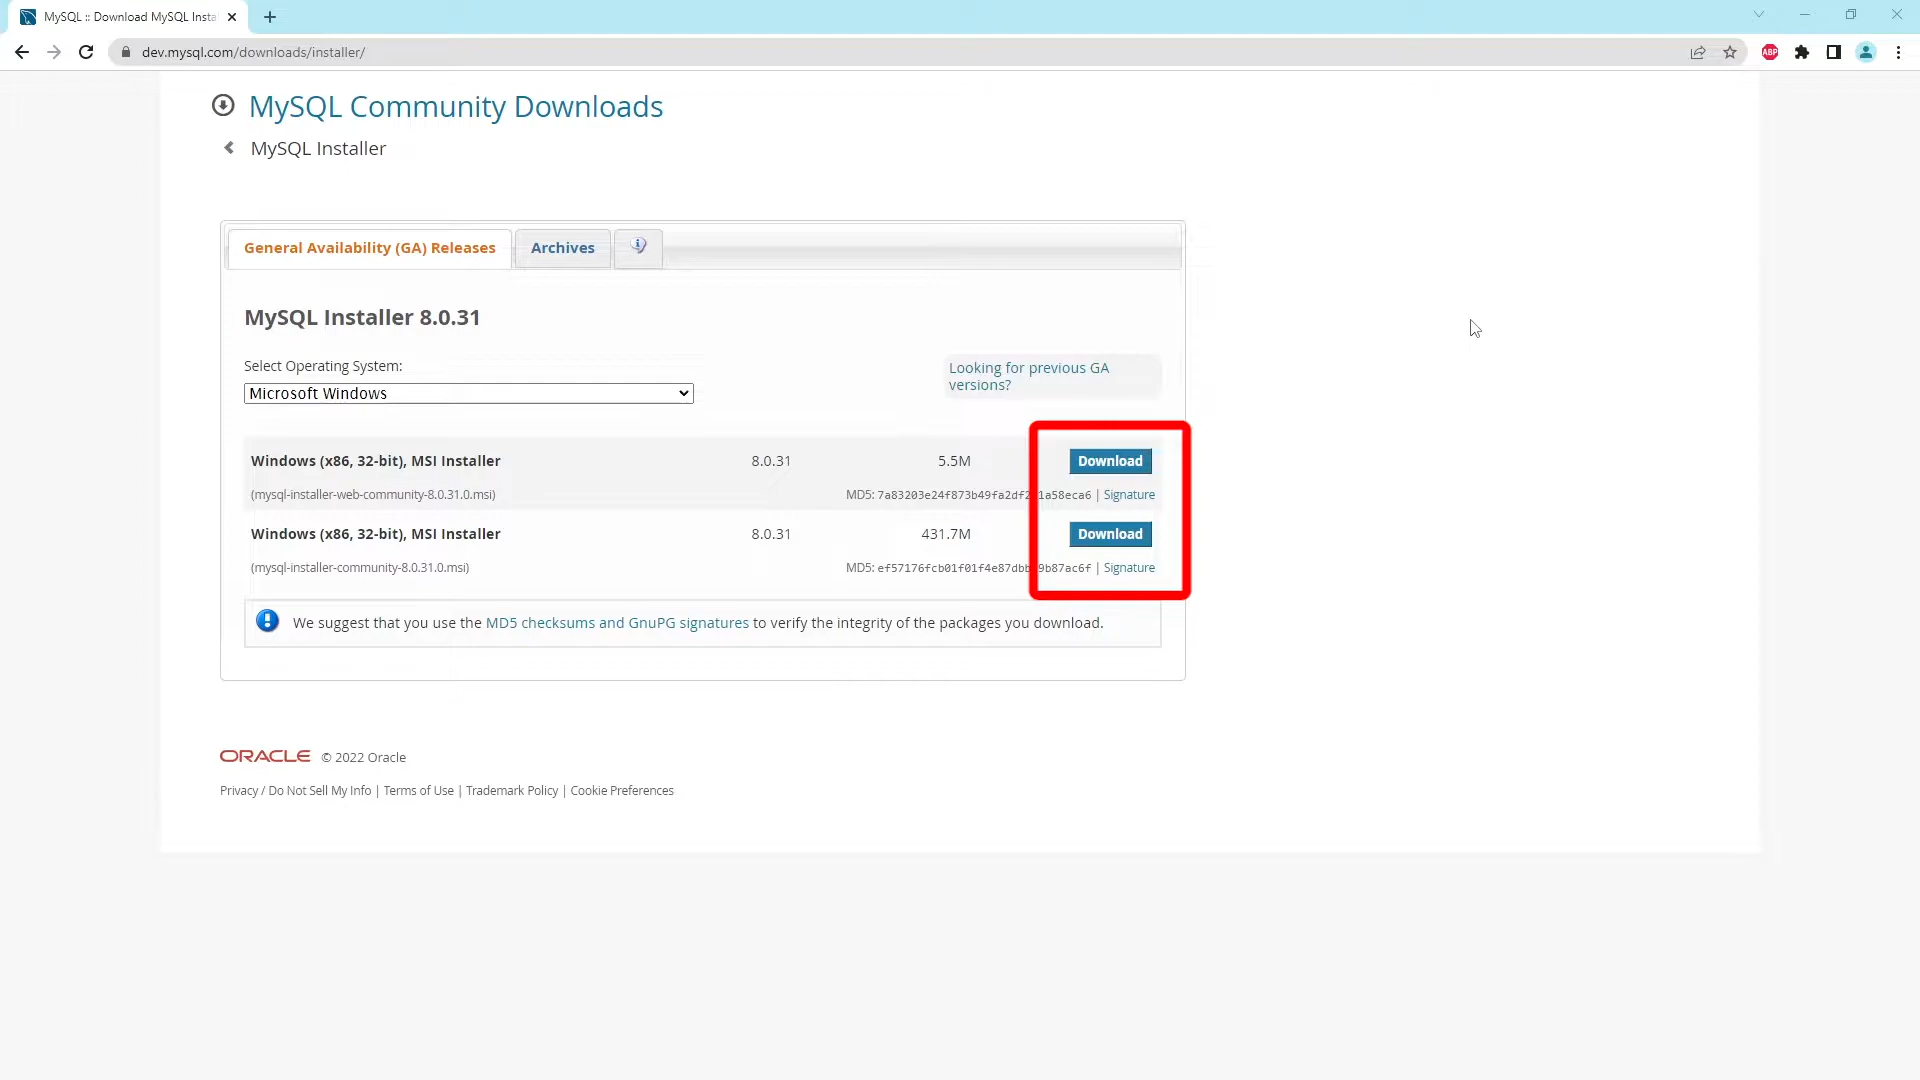 MySQL :: Download MySQL Insta
dev.mysql.com/downloads/installer/
ABP
MySQL Community Downloads
MySQL Installer
General Availability (GA) Releases
Archives
MySQL Installer 8.0.31
Select Operating System:
Looking for previous GA
versions?
Microsoft Windows
Windows (x86, 32-bit), MSI Installer 8.0.31 5.5M Download
(mysql-installer-web-community-8.0.31.0.msi) MD5: | Signature
Windows (x86, 32-bit), MSI Installer 8.0.31 431.7M Download
(mysql-installer-community-8.0.31.0.msi) MD5: | Signature
We suggest that you use the MD5 checksums and GnuPG signatures to verify the integrity of the packages you download.
ORACLE © 2022 Oracle
Privacy / Do Not Sell My Info | Terms of Use | Trademark Policy | Cookie Preferences